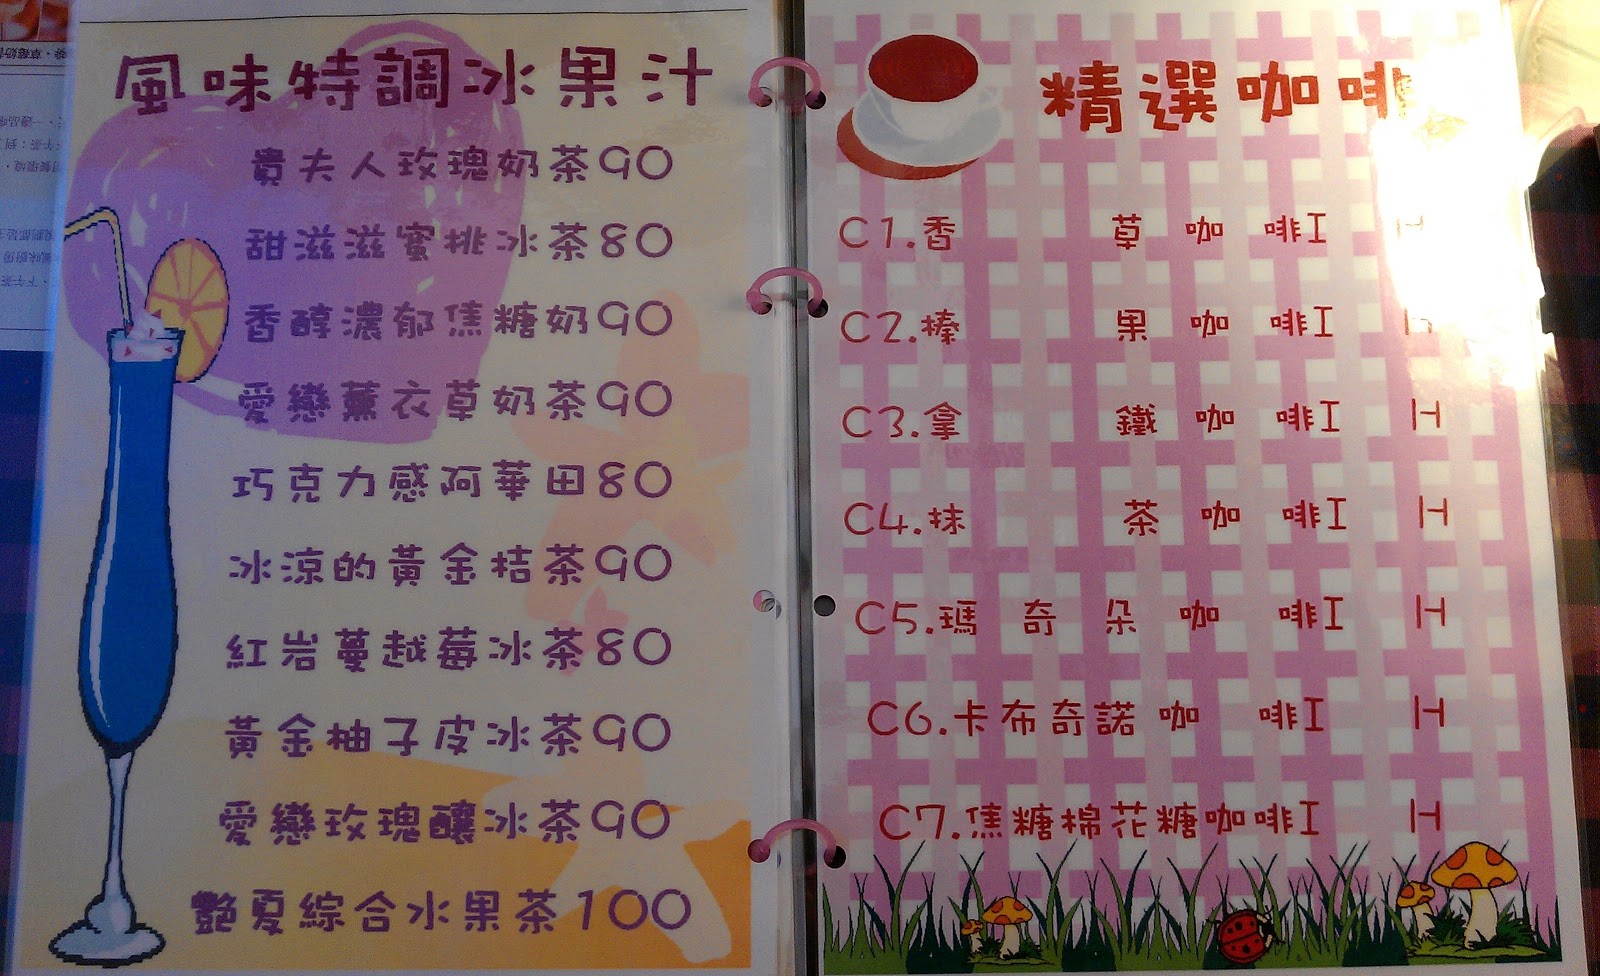 風味特調冰果汁
貴夫人玫瑰奶茶90
甜滋滋蜜桃冰茶80
香醇濃郁焦糖奶90
愛戀薰衣草奶茶90
巧克力感阿華田80
冰涼的黃金桔茶90
紅岩蔓越莓冰茶80
黃金柚子皮冰茶90
愛戀玫瑰釀冰茶90
艷夏綜合水果茶100
精選咖啡
C1.香 草 咖 啡I H
C2.榛 果 咖 啡I H
C3.拿 鐵 咖 啡I H
C4.抹 茶 咖 啡I H
C5.瑪 奇 朵 咖 啡I H
C6.卡布奇諾 咖 啡I H
C7.焦糖棉花糖咖啡I H